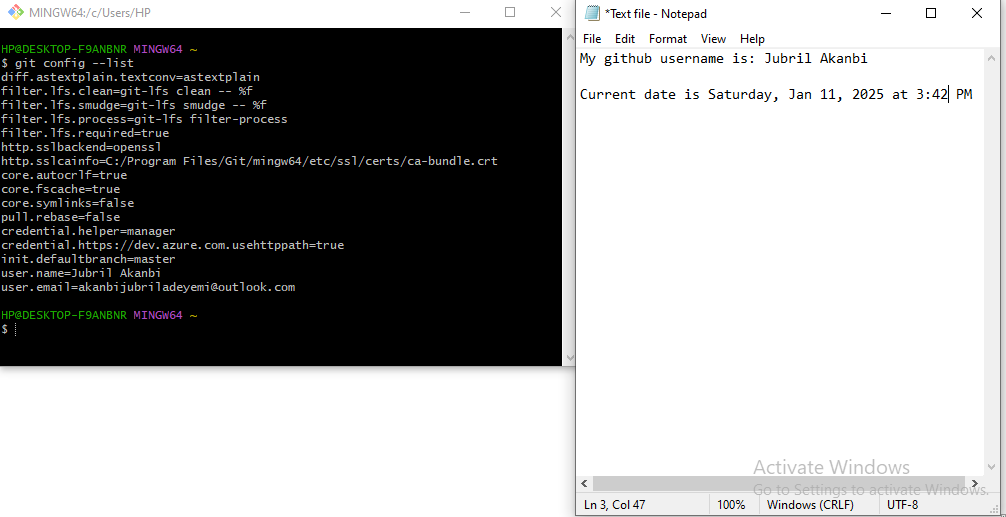 MINGW64:/c/Users/HP
HP@DESKTOP-F9ANBNR MINGW64 ~
$ git config --list
diff.astextplain.textconv=astextplain
filter.lfs.clean=git-lfs clean -- %f
filter.lfs.smudge=git-lfs smudge -- %f
filter.lfs.process=git-lfs filter-process
filter.lfs.required=true
http.sslbackend=openssl
http.sslcainfo=C:/Program Files/Git/mingw64/etc/ssl/certs/ca-bundle.crt
core.autocrlf=true
core.fscache=true
core.symlinks=false
pull.rebase=false
credential.helper=manager
credential.https://dev.azure.com.usehttppath=true
init.defaultbranch=master
user.name=Jubril Akanbi
user.email=akanbijubriladeyemi@outlook.com
HP@DESKTOP-F9ANBNR MINGW64 ~
$
*Text file - Notepad
File Edit Format View Help
My github username is: Jubril Akanbi
Current date is Saturday, Jan 11, 2025 at 3:42 PM
Activate Windows
Go to Settings to activate Windows.
Ln 3, Col 47 100% Windows (CRLF) UTF-8